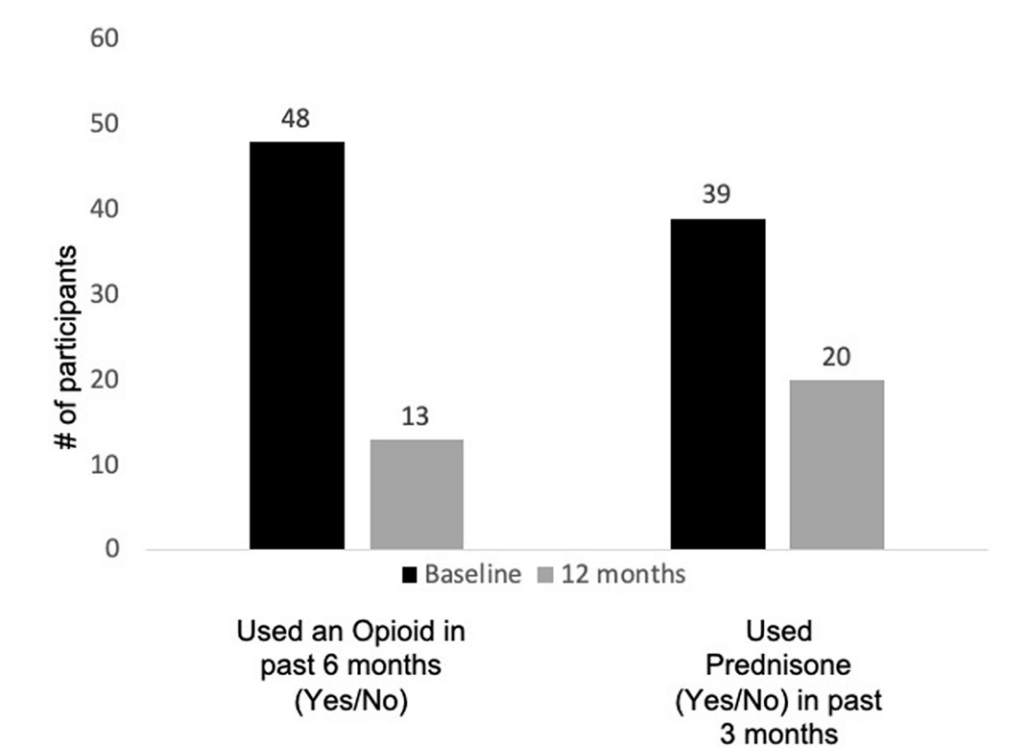 60
50
40
30
20
10
0
# of participants
48
13
39
20
Baseline 12 months
Used an Opioid in
past 6 months
(Yes/No)
Used
Prednisone
(Yes/No) in past
3 months